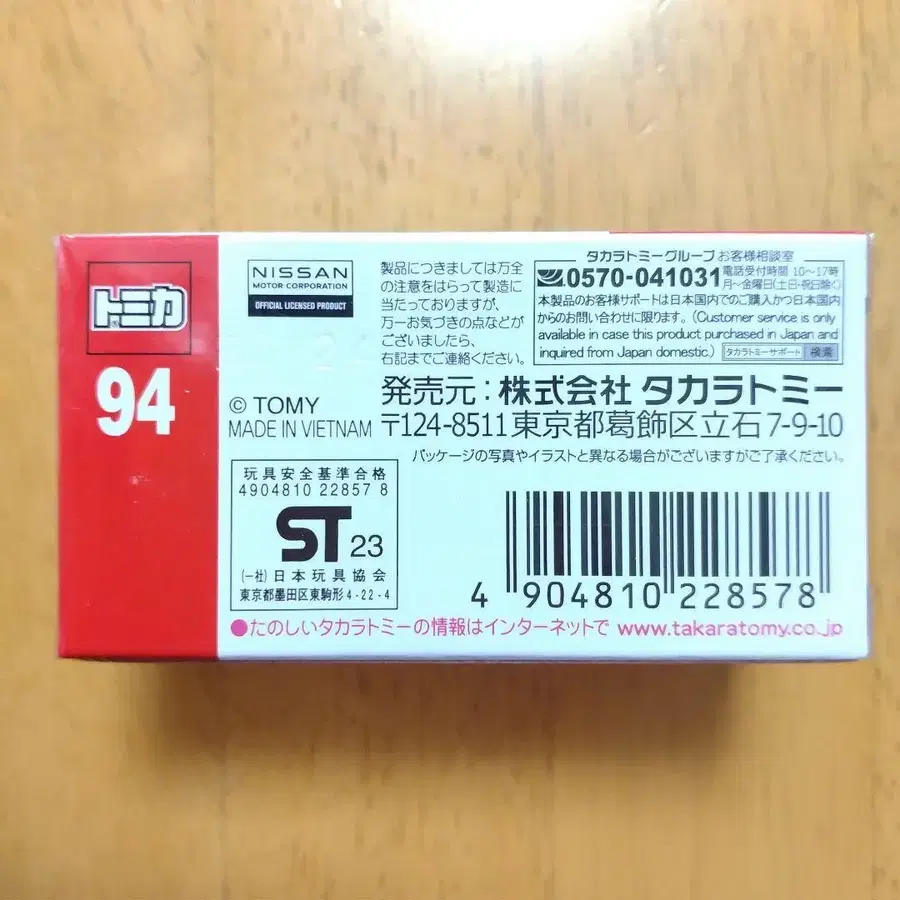 トミカ
®
94
NISSAN
MOTOR CORPORATION
OFFICIAL LICENSED PRODUCT
© TOMY
MADE IN VIETNAM
製品につきましては万全
の注意をはらって製造に
当たっておりますが、
万一お気づきの点などが
ございましたら、
右記までご連絡ください。
タカラトミーグループお客様相談室
0570-041031 電話受付時間 10〜17時
月〜金曜日(土・日・祝日除く)
本製品のお客様サポートは日本国内でのご購入かつ日本国内
からのお問い合わせに限ります。(Customer service is only
available in case this product purchased in Japan and
inquired from Japan domestic.) タカラトミーサポート 検索
発売元:株式会社 タカラトミー
〒124-8511 東京都葛飾区立石 7-9-10
パッケージの写真やイラストと異なる場合がございますがご了承ください。
玩具安全基準合格
4904810 22857 8
ST 23
(一社)日本玩具協会
東京都墨田区東駒形 4-22-4
4 904810 228578
●たのしいタカラトミーの情報はインターネットで www.takaratomy.co.jp